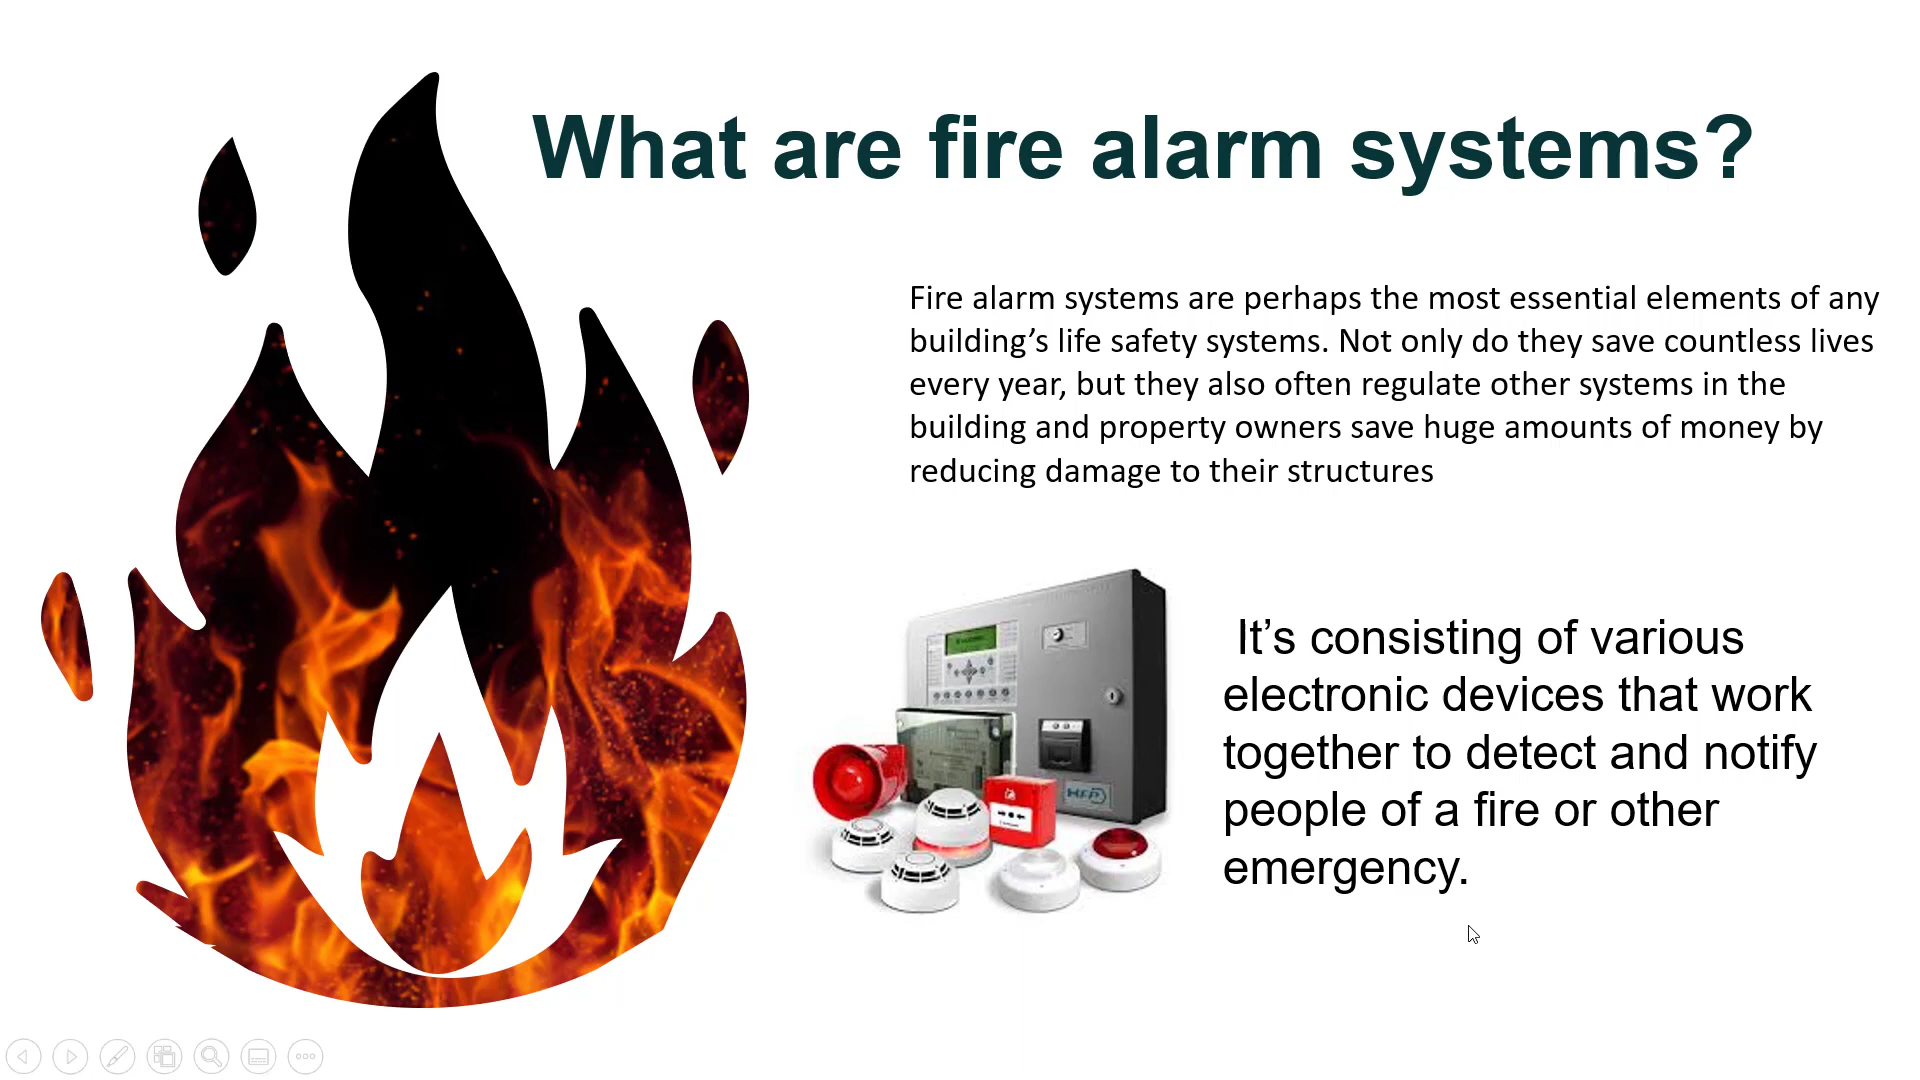 What are fire alarm systems?
Fire alarm systems are perhaps the most essential elements of any
building’s life safety systems. Not only do they save countless lives
every year, but they also often regulate other systems in the
building and property owners save huge amounts of money by
reducing damage to their structures
It’s consisting of various
electronic devices that work
together to detect and notify
people of a fire or other
emergency.